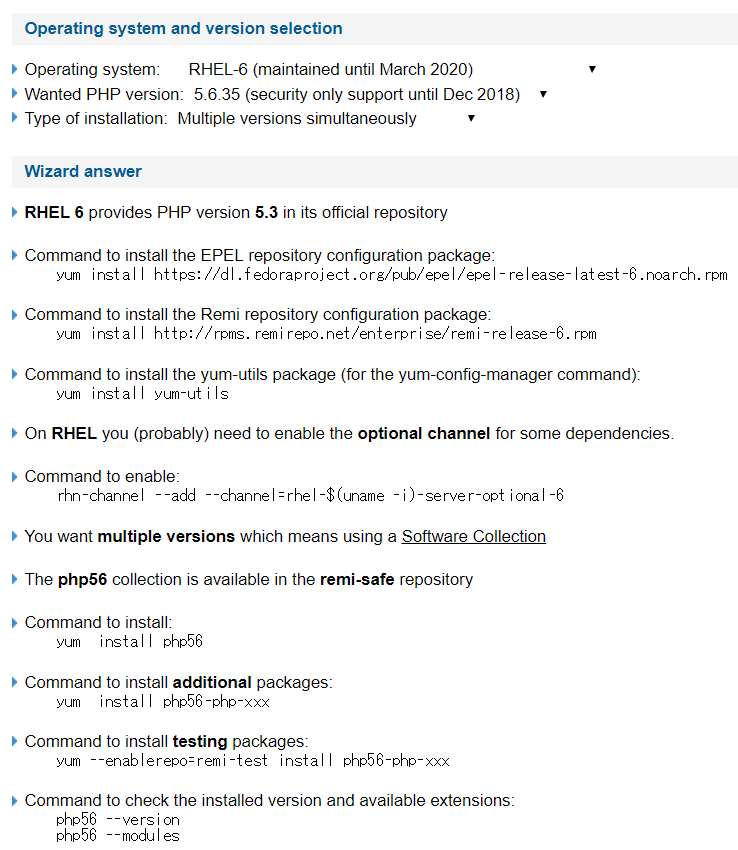 Operating system and version selection
Operating system: RHEL-6 (maintained until March 2020)
Wanted PHP version: 5.6.35 (security only support until Dec 2018)
Type of installation: Multiple versions simultaneously
Wizard answer
RHEL 6 provides PHP version 5.3 in its official repository
Command to install the EPEL repository configuration package:
yum install https://dl.fedoraproject.org/pub/epel/epel-release-latest-6.noarch.rpm
Command to install the Remi repository configuration package:
yum install http://rpms.remirepo.net/enterprise/remi-release-6.rpm
Command to install the yum-utils package (for the yum-config-manager command):
yum install yum-utils
On RHEL you (probably) need to enable the optional channel for some dependencies.
Command to enable:
rhn-channel --add --channel=rhel-$(uname -i)-server-optional-6
You want multiple versions which means using a Software Collection
The php56 collection is available in the remi-safe repository
Command to install:
yum  install php56
Command to install additional packages:
yum  install php56-php-xxx
Command to install testing packages:
yum --enablerepo=remi-test install php56-php-xxx
Command to check the installed version and available extensions:
php56 --version
php56 --modules